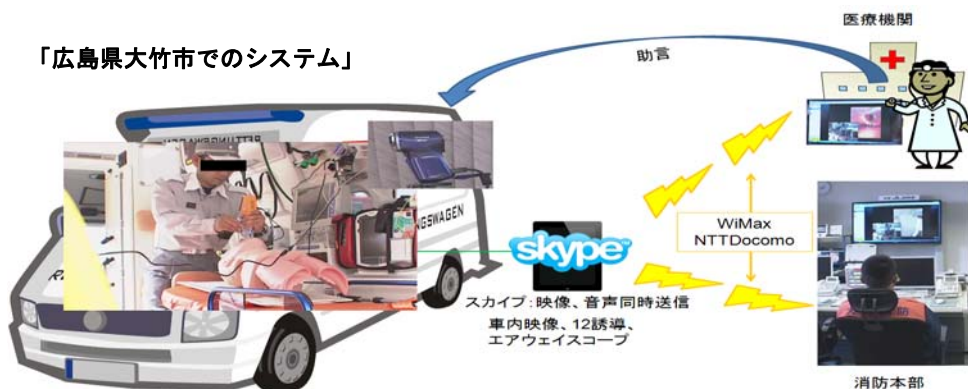 医療機関
「広島県大竹市でのシステム」
助言
RETTUNGSWAGEN
NGSWAGEN
WiMax
NTTDocomo
skype
スカイプ:映像、音声同時送信
車内映像、12誘導、
エアウェイスコープ
消防本部